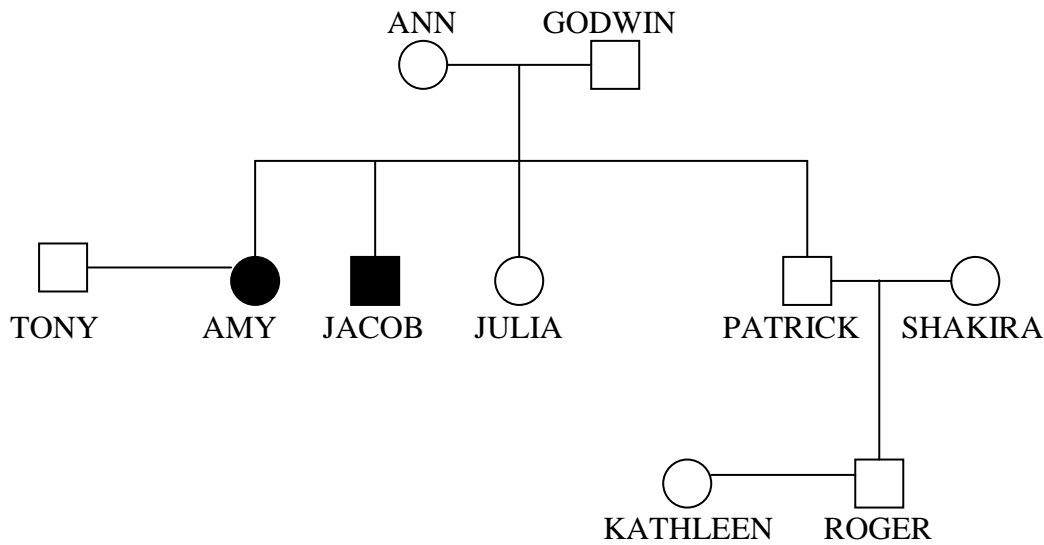 ANN GODWIN
TONY AMY JACOB JULIA PATRICK SHAKIRA
KATHLEEN ROGER